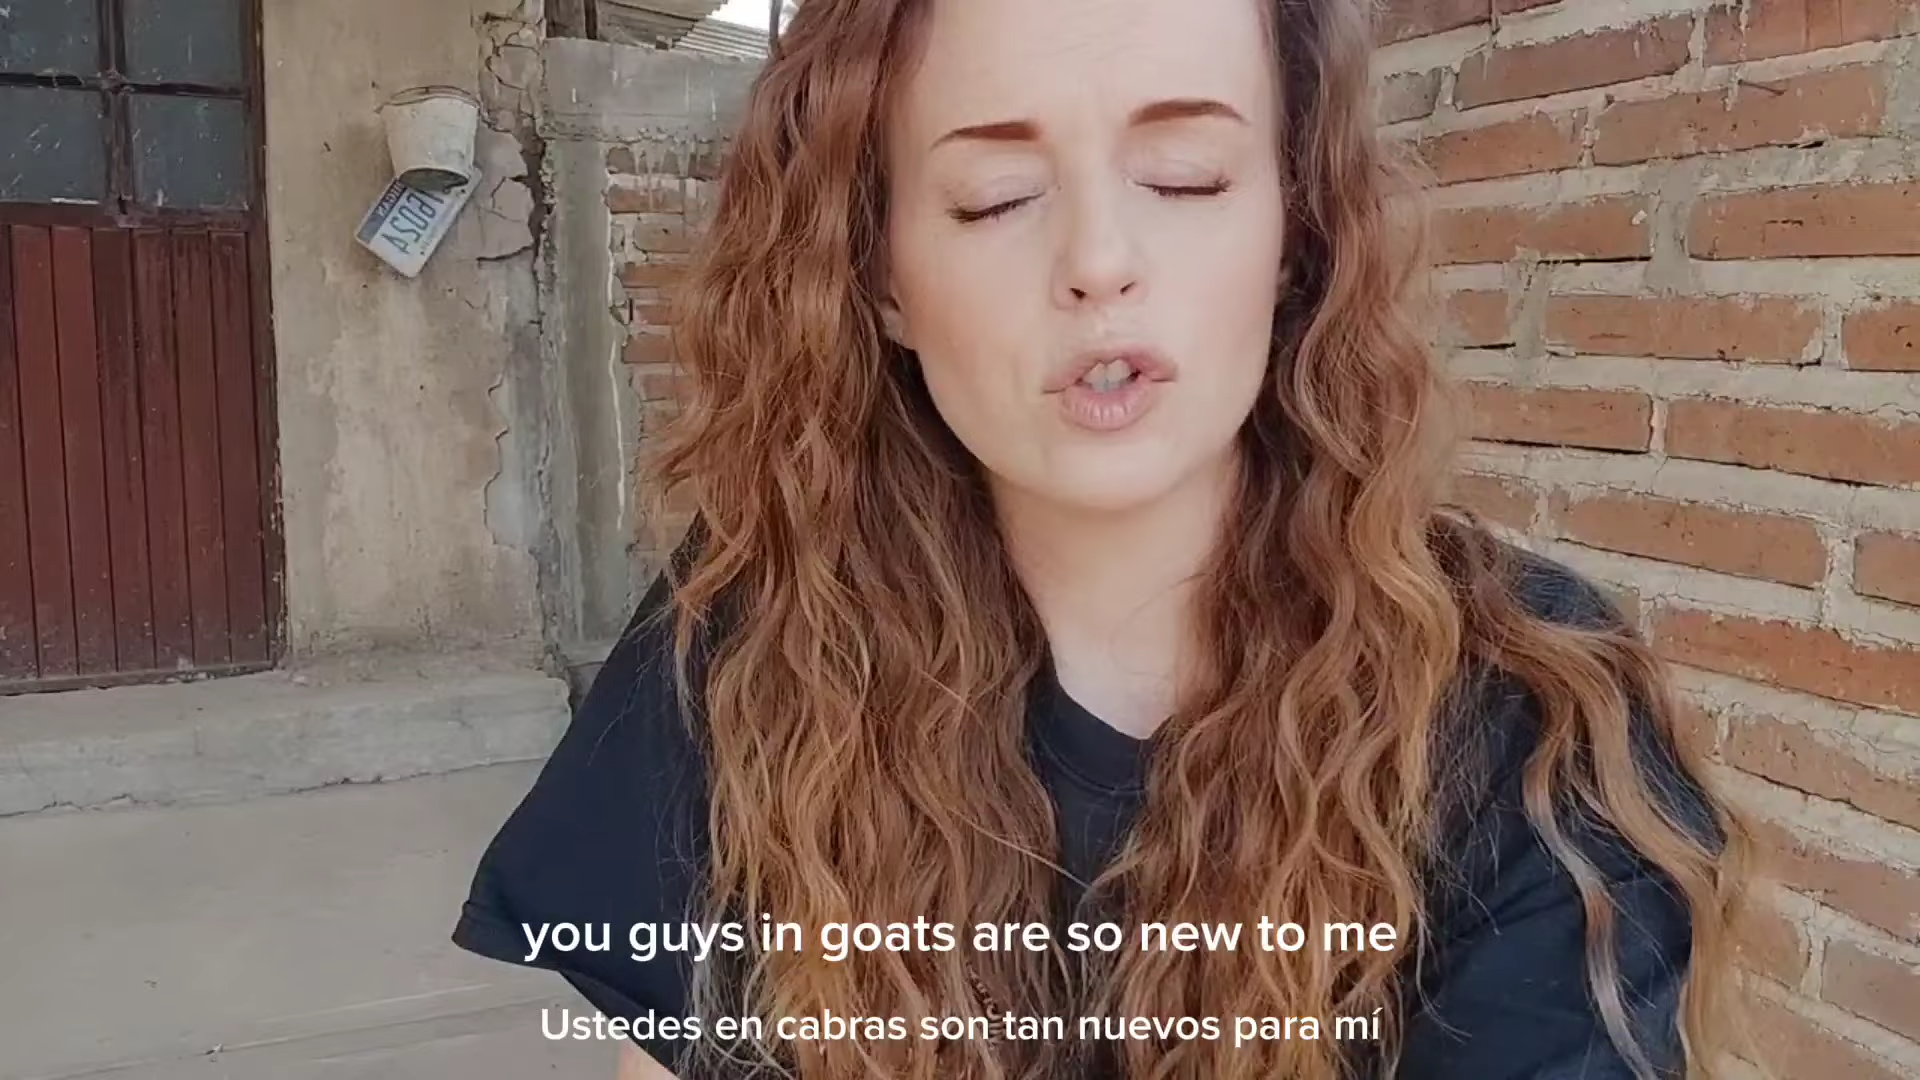 you guys in goats are so new to me
Ustedes en cabras son tan nuevos para mí